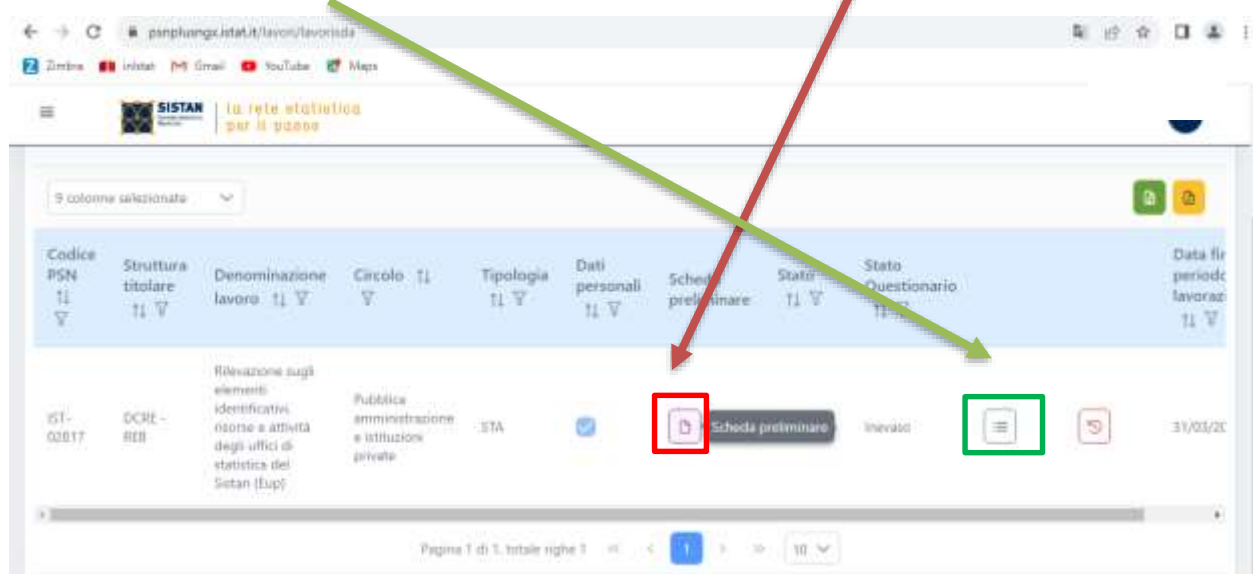 psnplusngx.istat.it/lavori/lavorisda
Zimbra inistat Gmail YouTube Maps
SISTAN la rete statistica
per il paese
9 colonne selezionate
Codice PSN
Struttura titolare
Denominazione lavoro
Circolo
Tipologia
Dati personali
Scheda preliminare
Stato
Stato Questionario
Data fin
periodo
lavoraz
IST-
02817
DCRE -
REB
Rilevazione sugli
elementi
identificativi,
risorse e attività
degli uffici di
statistica del
Sistan (Eup)
Pubblica
amministrazione
e istituzioni
private
STA
Scheda preliminare
Inevaso
31/03/20
Pagina 1 di 1, totale righe 1 « < 1 > » 10